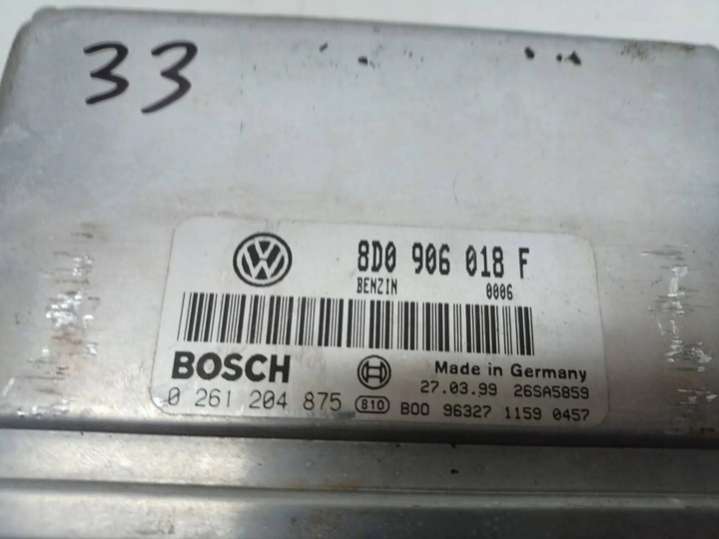 33
8D0 906 018 F
BENZIN 0006
BOSCH
Made in Germany
27.03.99 26SA5859
0 261 204 875 810 B00 96327 1159 0457